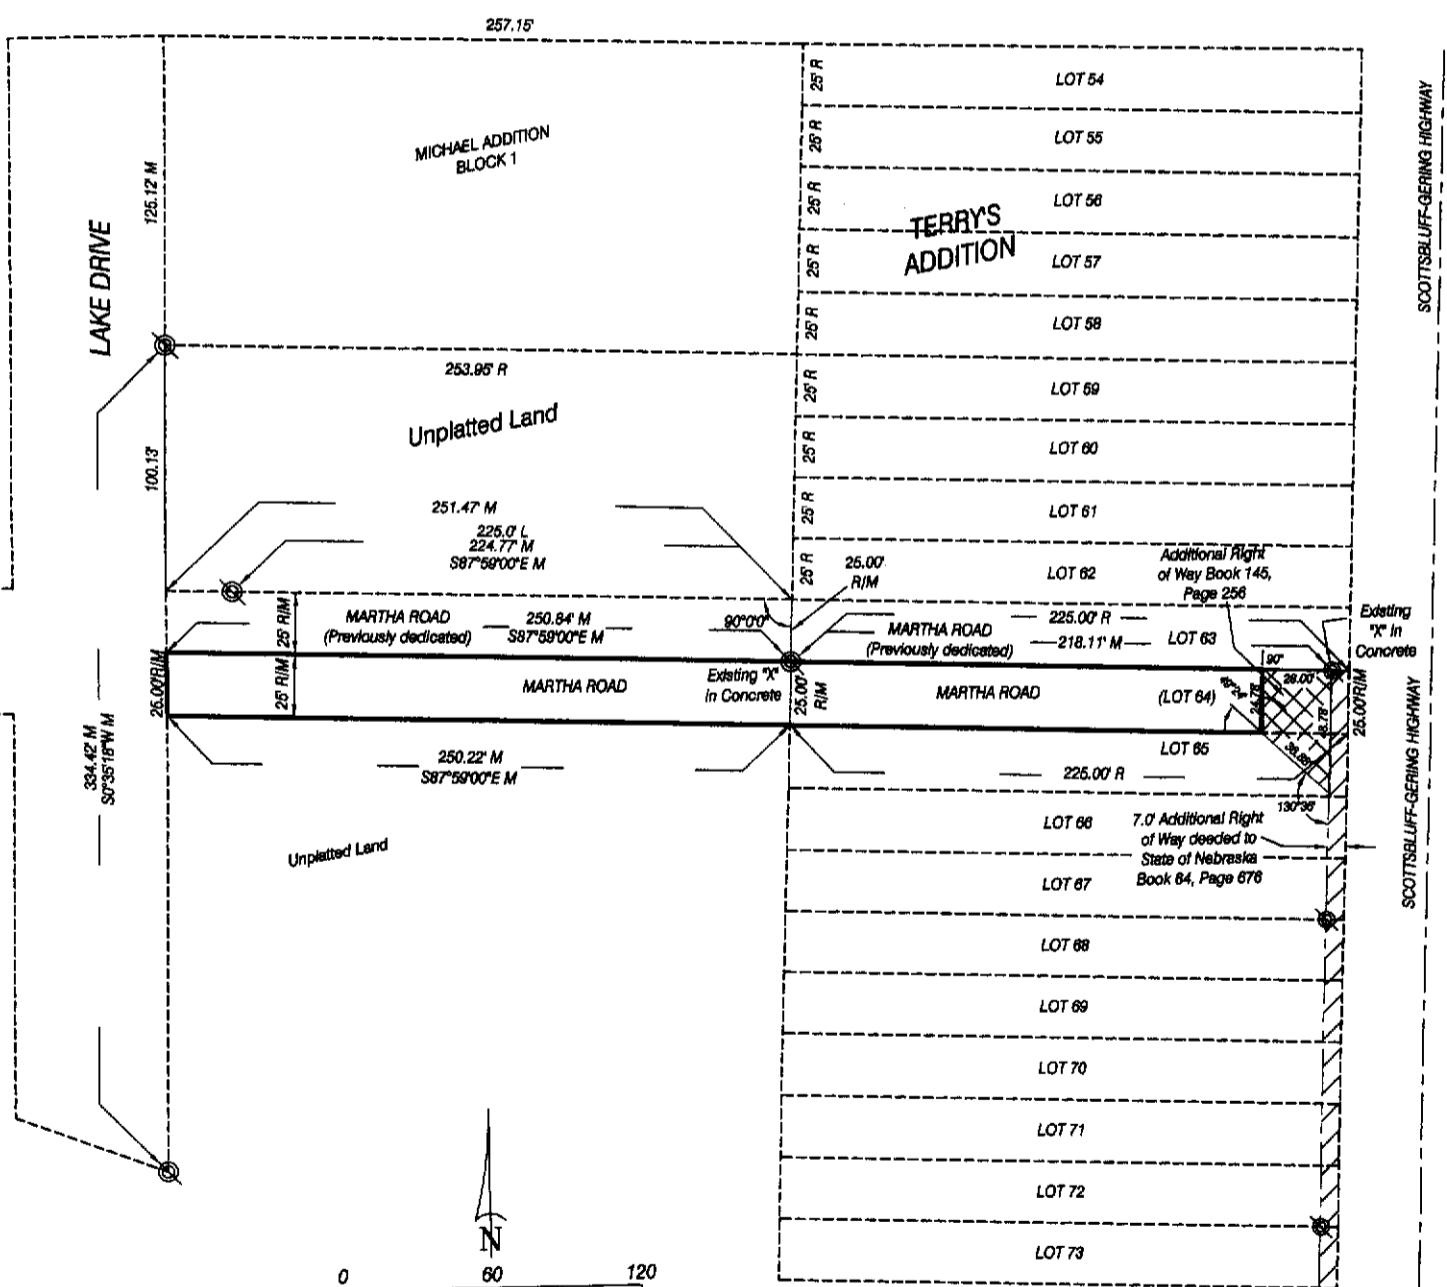 257.15'
LOT 54
25' R
LOT 55
25' R
LOT 56
25' R
LOT 57
25' R
LOT 58
25' R
LOT 59
25' R
LOT 60
25' R
LOT 61
25' R
LOT 62
25' R
MICHAEL ADDITION
BLOCK 1
TERRY'S
ADDITION
SCOTTSBLUFF-GERING HIGHWAY
125.12' M
LAKE DRIVE
253.95' R
Unplatted Land
100.13'
251.47' M
225.0' L
224.77' M
S87°59'00"E M
25.00'
R/M
Additional Right
of Way Book 145,
Page 256
Existing
"X" in
Concrete
MARTHA ROAD
(Previously dedicated)
250.84' M
S87°59'00"E M
90°0'0"
25' R/M
MARTHA ROAD
(Previously dedicated)
225.00' R
218.11' M
LOT 63
25.00'R/M
25' R/M
MARTHA ROAD
Existing "X"
in Concrete
25.00'
R/M
MARTHA ROAD
(LOT 64)
90°
28.00'
24.78'
48.78'
25.00'R/M
LOT 65
225.00' R
130°36'
250.22' M
S87°59'00"E M
334.42' M
S0°35'18"W M
Unplatted Land
LOT 66
7.0' Additional Right
of Way deeded to
State of Nebraska
Book 64, Page 676
SCOTTSBLUFF-GERING HIGHWAY
LOT 67
LOT 68
LOT 69
LOT 70
LOT 71
LOT 72
LOT 73
N
0
60
120